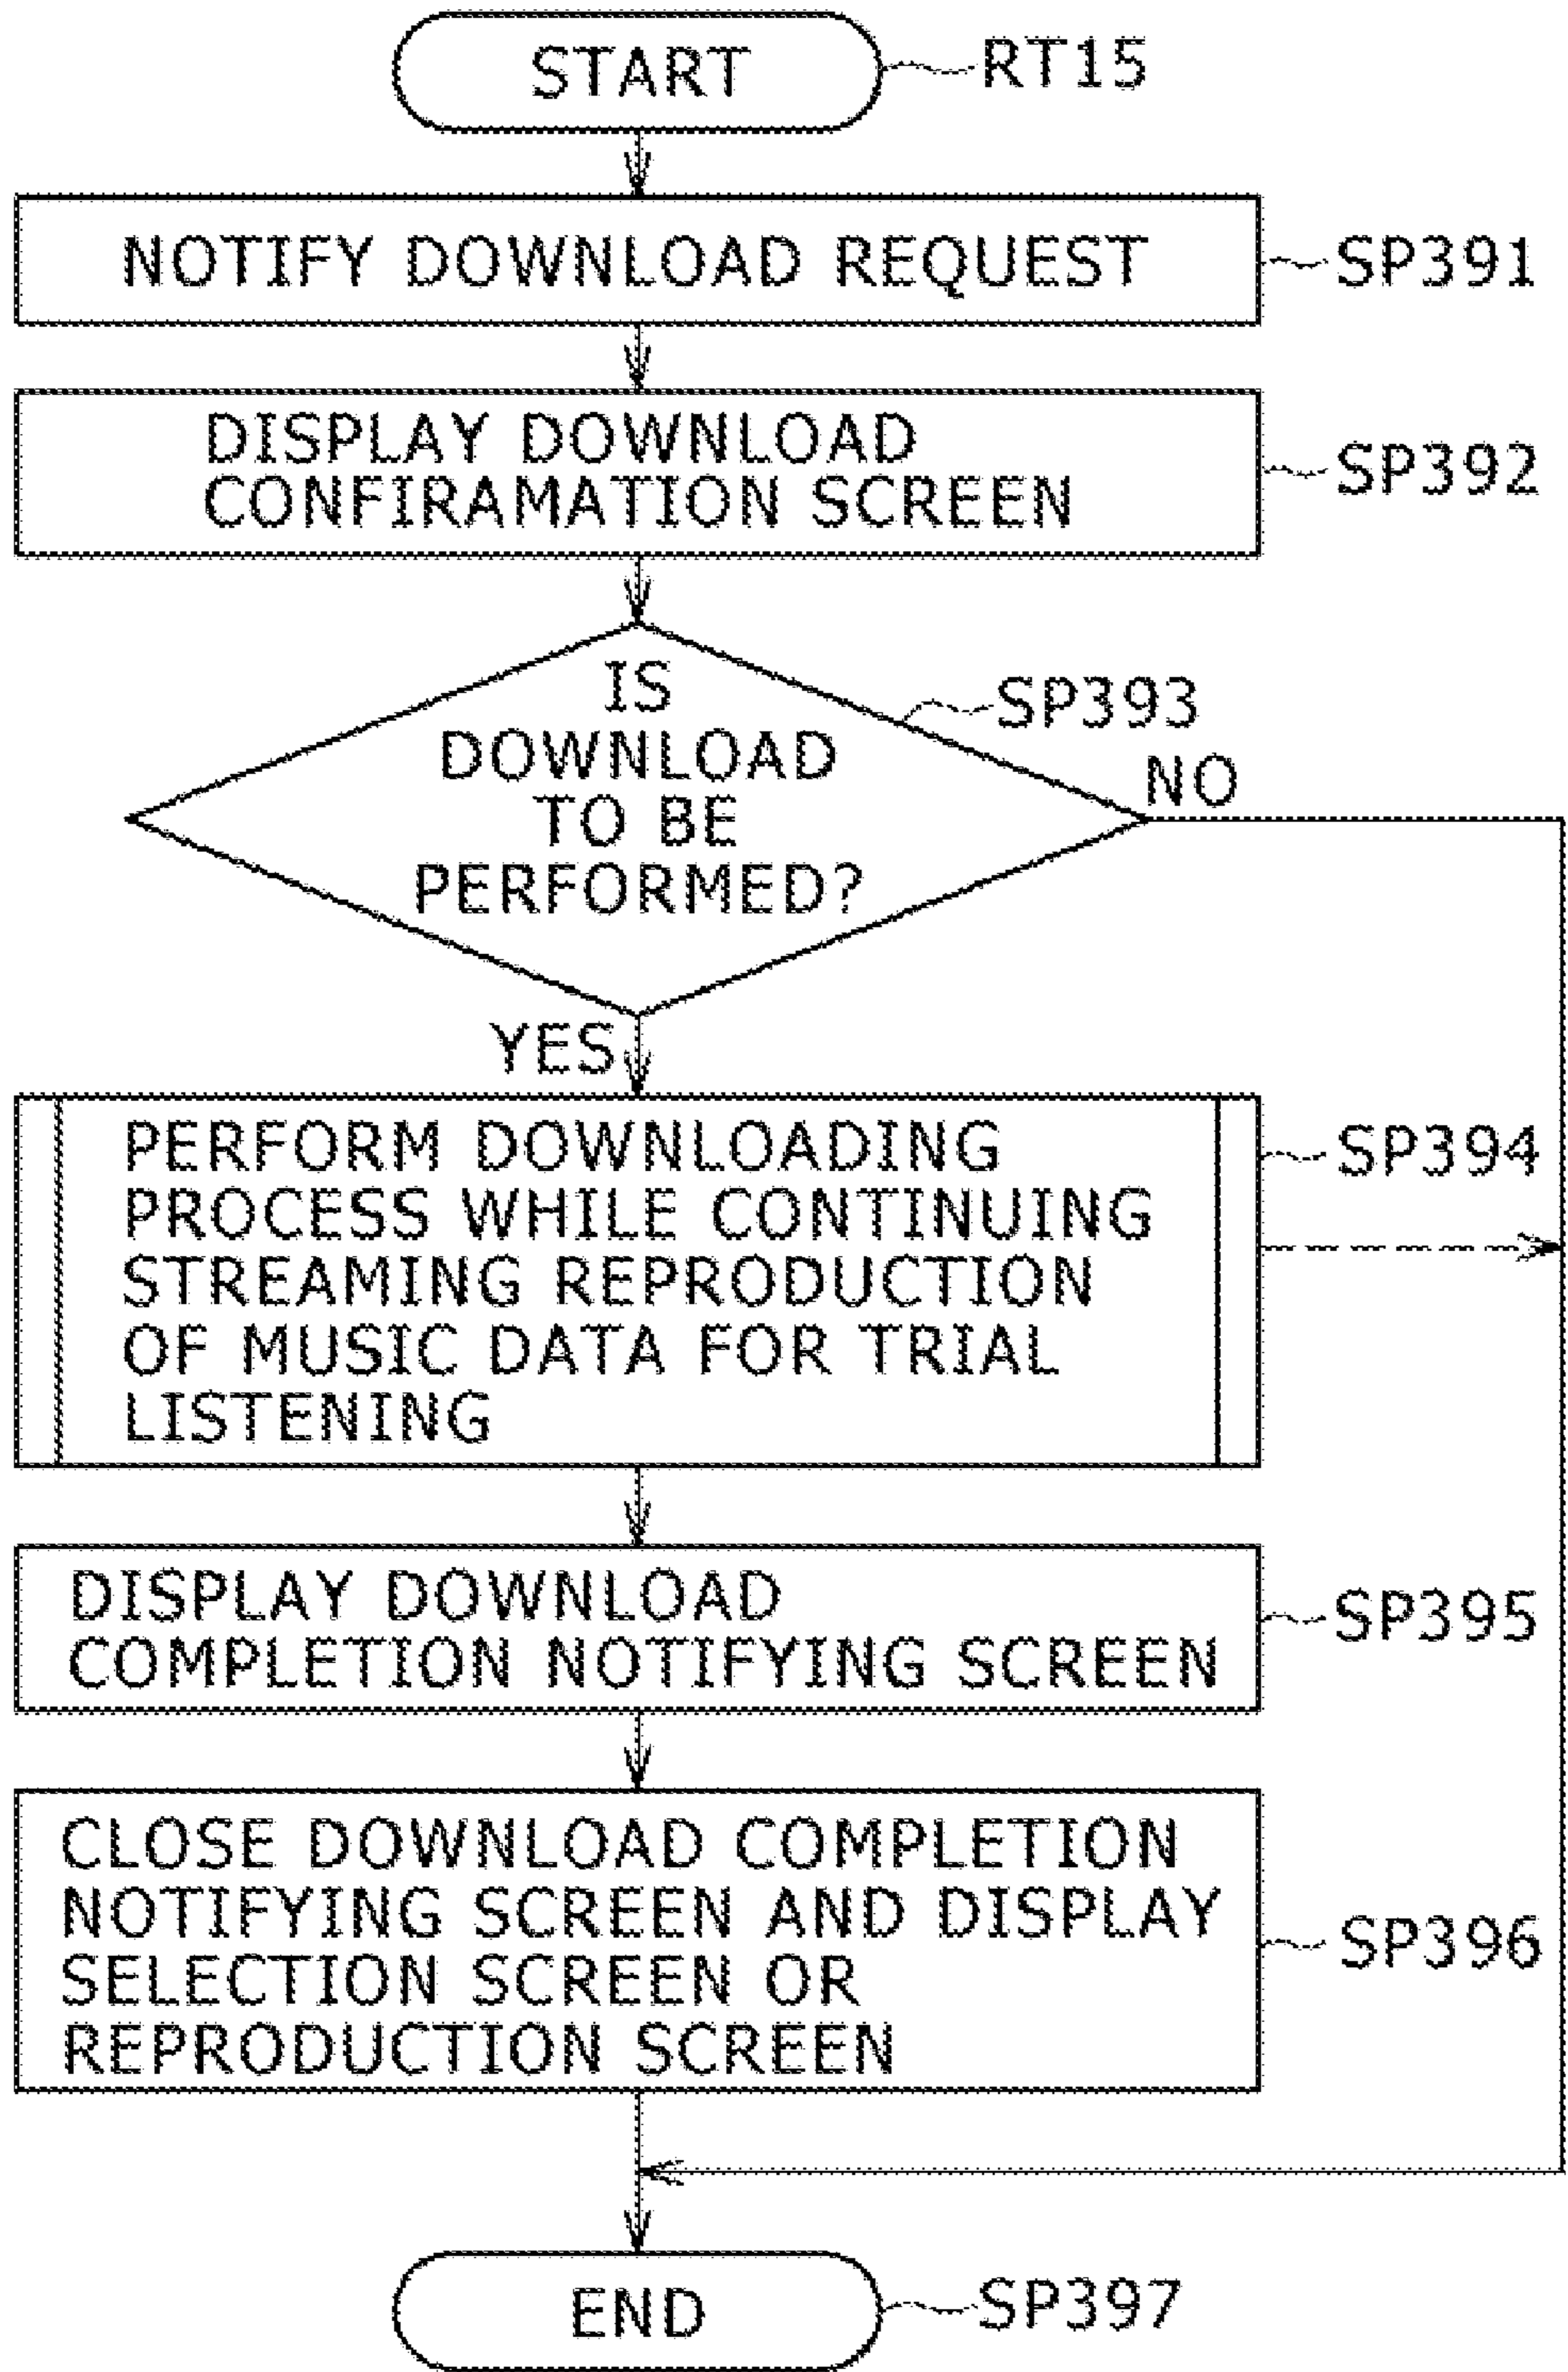 START
RT15
NOTIFY DOWNLOAD REQUEST
SP391
DISPLAY DOWNLOAD
CONFIRAMATION SCREEN
SP392
IS
DOWNLOAD
TO BE
PERFORMED?
SP393
NO
YES
PERFORM DOWNLOADING
PROCESS WHILE CONTINUING
STREAMING REPRODUCTION
OF MUSIC DATA FOR TRIAL
LISTENING
SP394
DISPLAY DOWNLOAD
COMPLETION NOTIFYING SCREEN
SP395
CLOSE DOWNLOAD COMPLETION
NOTIFYING SCREEN AND DISPLAY
SELECTION SCREEN OR
REPRODUCTION SCREEN
SP396
END
SP397